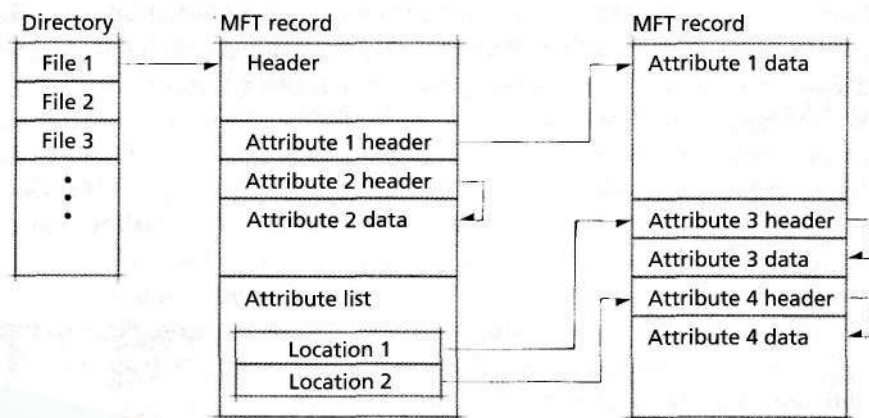 Directory
File 1
File 2
File 3
MFT record
Header
Attribute 1 header
Attribute 2 header
Attribute 2 data
Attribute list
Location 1
Location 2
MFT record
Attribute 1 data
Attribute 3 header
Attribute 3 data
Attribute 4 header
Attribute 4 data